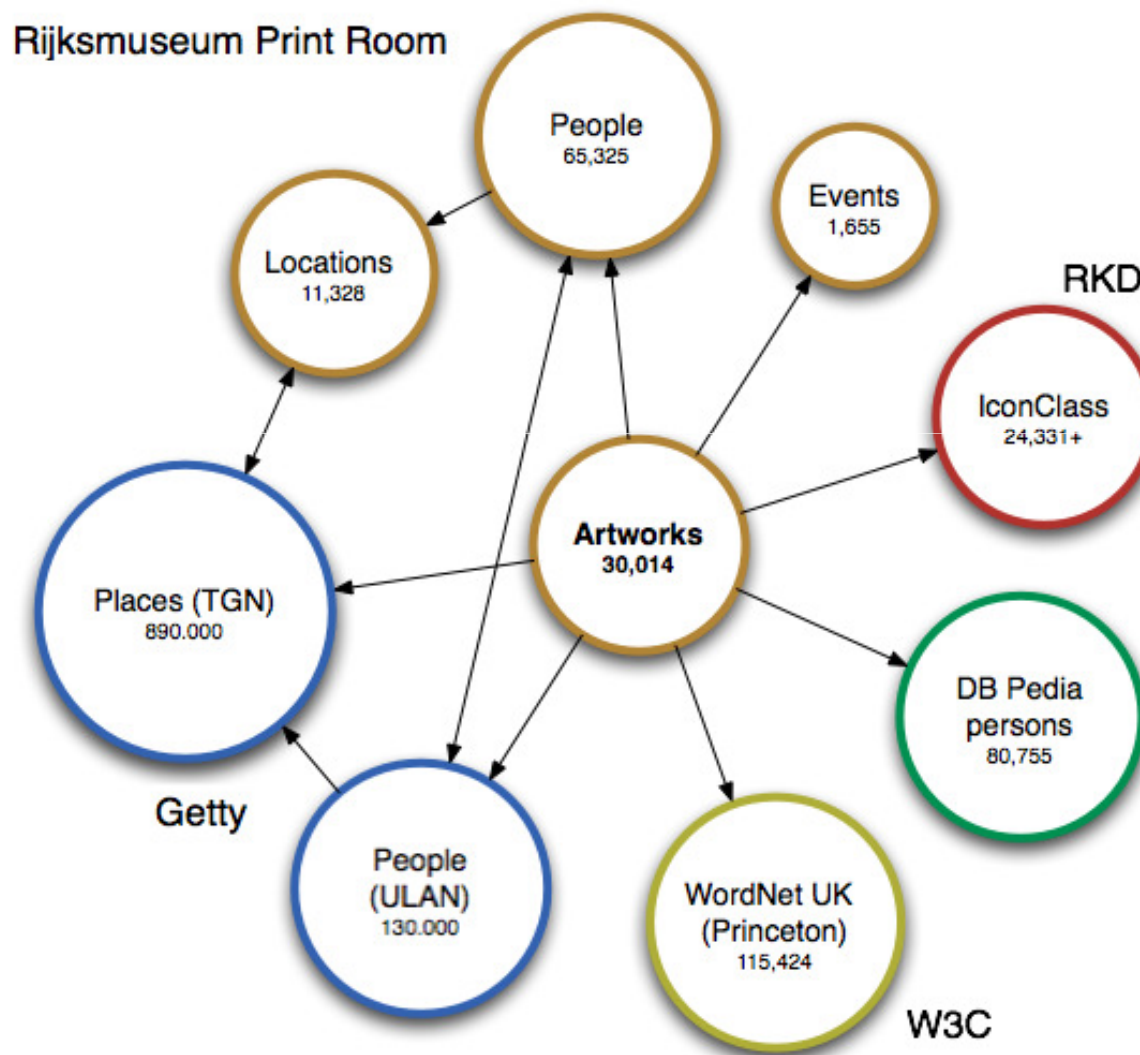 Rijksmuseum Print Room
People
65,325
Events
1,655
Locations
11,328
RKD
IconClass
24,331+
Artworks
30,014
Places (TGN)
890.000
DB Pedia
persons
80,755
Getty
People
(ULAN)
130.000
WordNet UK
(Princeton)
115,424
W3C